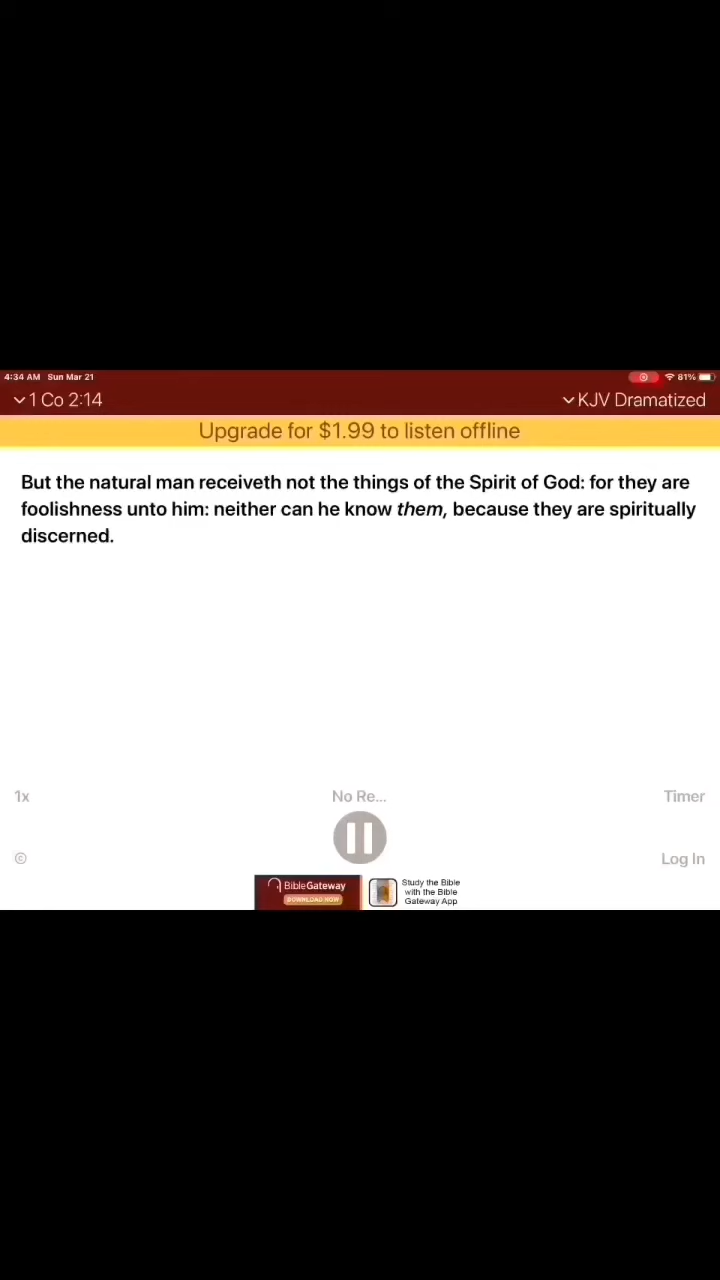 4:34 AM Sun Mar 21
81%
1 Co 2:14
KJV Dramatized
Upgrade for $1.99 to listen offline
But the natural man receiveth not the things of the Spirit of God: for they are
foolishness unto him: neither can he know them, because they are spiritually
discerned.
1x
No Re...
Timer
©
Log In
BibleGateway
DOWNLOAD NOW
Study the Bible
with the Bible
Gateway App